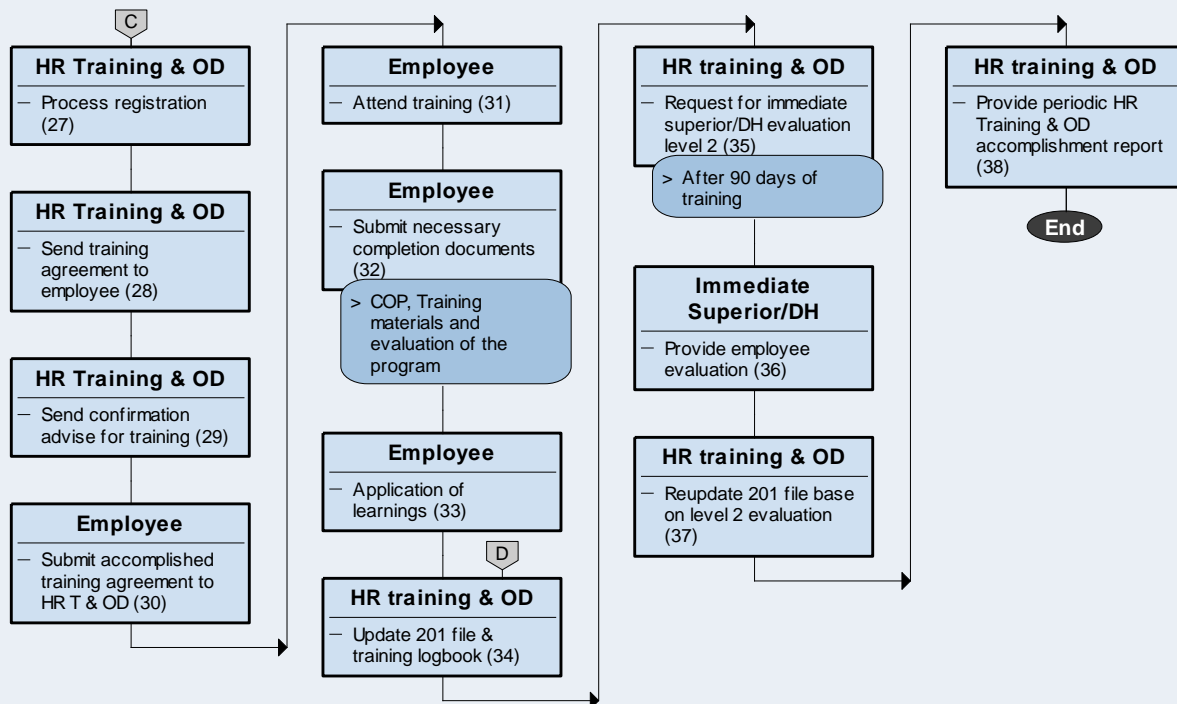 C
HR Training & OD
– Process registration
(27)
HR Training & OD
– Send training
agreement to
employee (28)
HR Training & OD
– Send confirmation
advise for training (29)
Employee
– Submit accomplished
training agreement to
HR T & OD (30)
Employee
– Attend training (31)
Employee
– Submit necessary
completion documents
(32)
> COP, Training
materials and
evaluation of the
program
Employee
– Application of
learnings (33)
D
HR training & OD
– Update 201 file &
training logbook (34)
HR training & OD
– Request for immediate
superior/DH evaluation
level 2 (35)
> After 90 days of
training
Immediate
Superior/DH
– Provide employee
evaluation (36)
HR training & OD
– Reupdate 201 file base
on level 2 evaluation
(37)
HR training & OD
– Provide periodic HR
Training & OD
accomplishment report
(38)
End